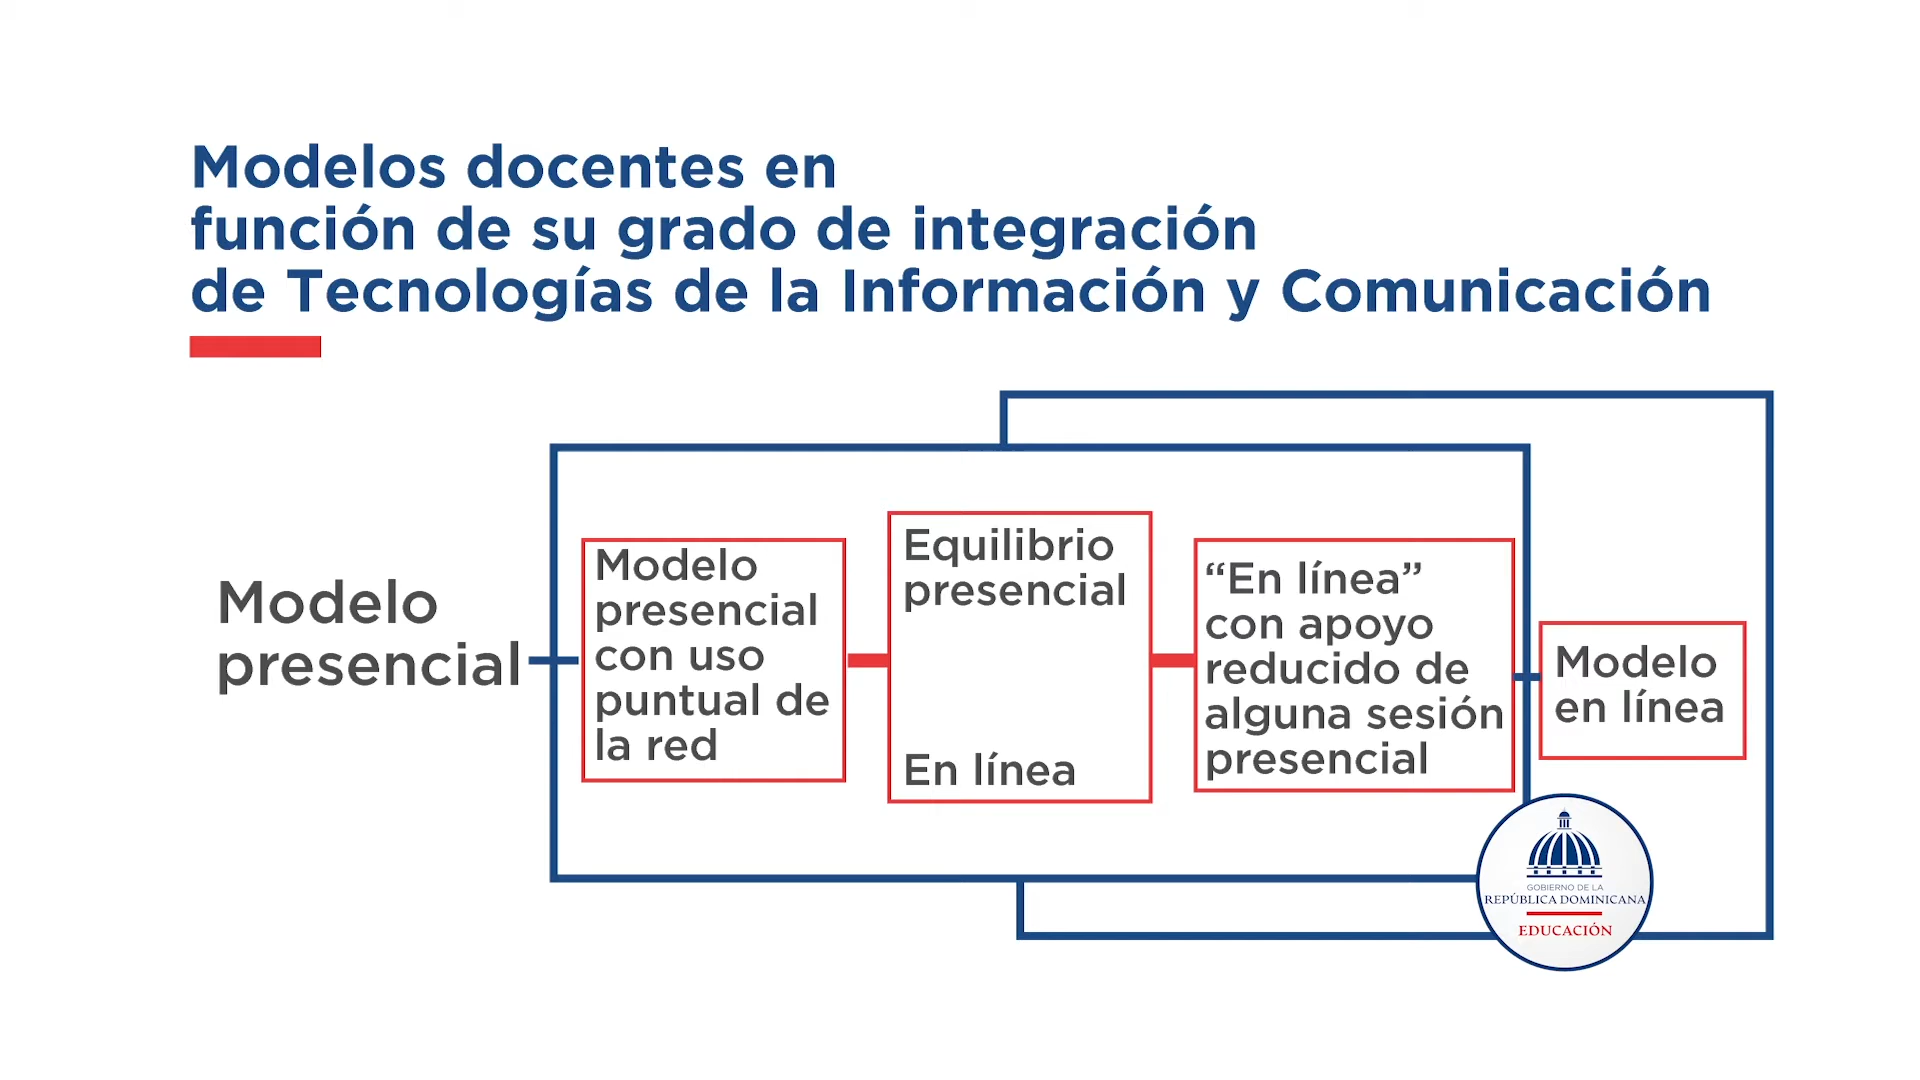 Modelos docentes en
función de su grado de integración
de Tecnologías de la Información y Comunicación
Modelo
presencial
Modelo
presencial
con uso
puntual de
la red
Equilibrio
presencial
En línea
“En línea”
con apoyo
reducido de
alguna sesión
presencial
Modelo
en línea
GOBIERNO DE LA
REPÚBLICA DOMINICANA
EDUCACIÓN